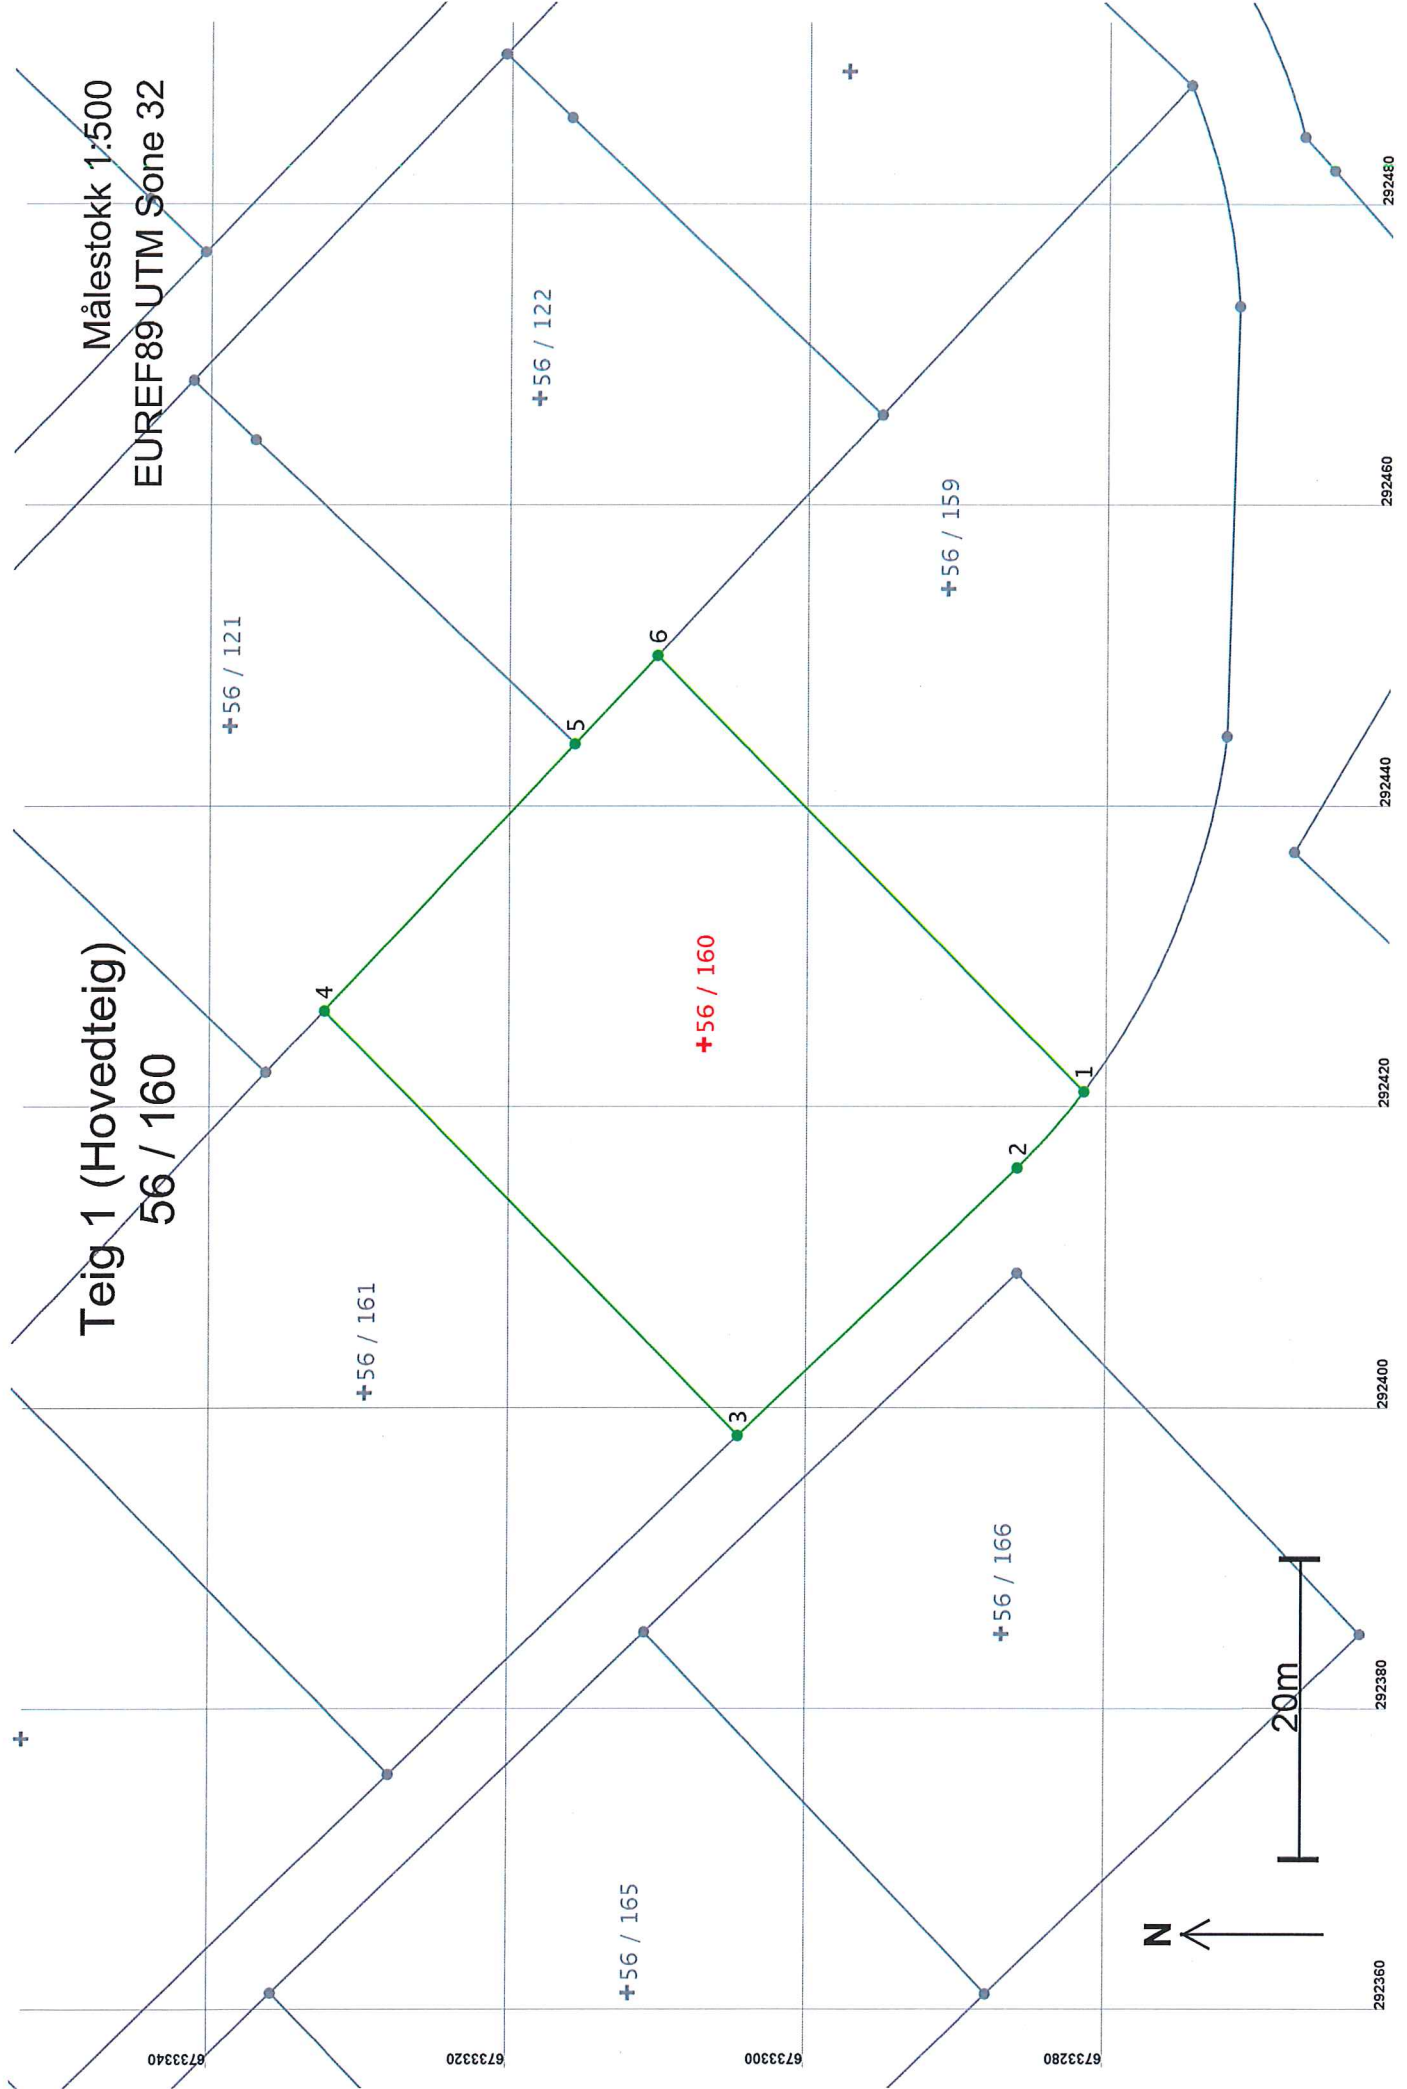 Teig 1 (Hovedteig)
56 / 160
Målestokk 1:500
EUREF89 UTM Sone 32
+56 / 121
+56 / 122
+56 / 161
+56 / 160
+56 / 159
+56 / 165
+56 / 166
4
5
6
3
2
1
6733340
6733320
6733300
6733280
292360
292380
292400
292420
292440
292460
292480
N
20m